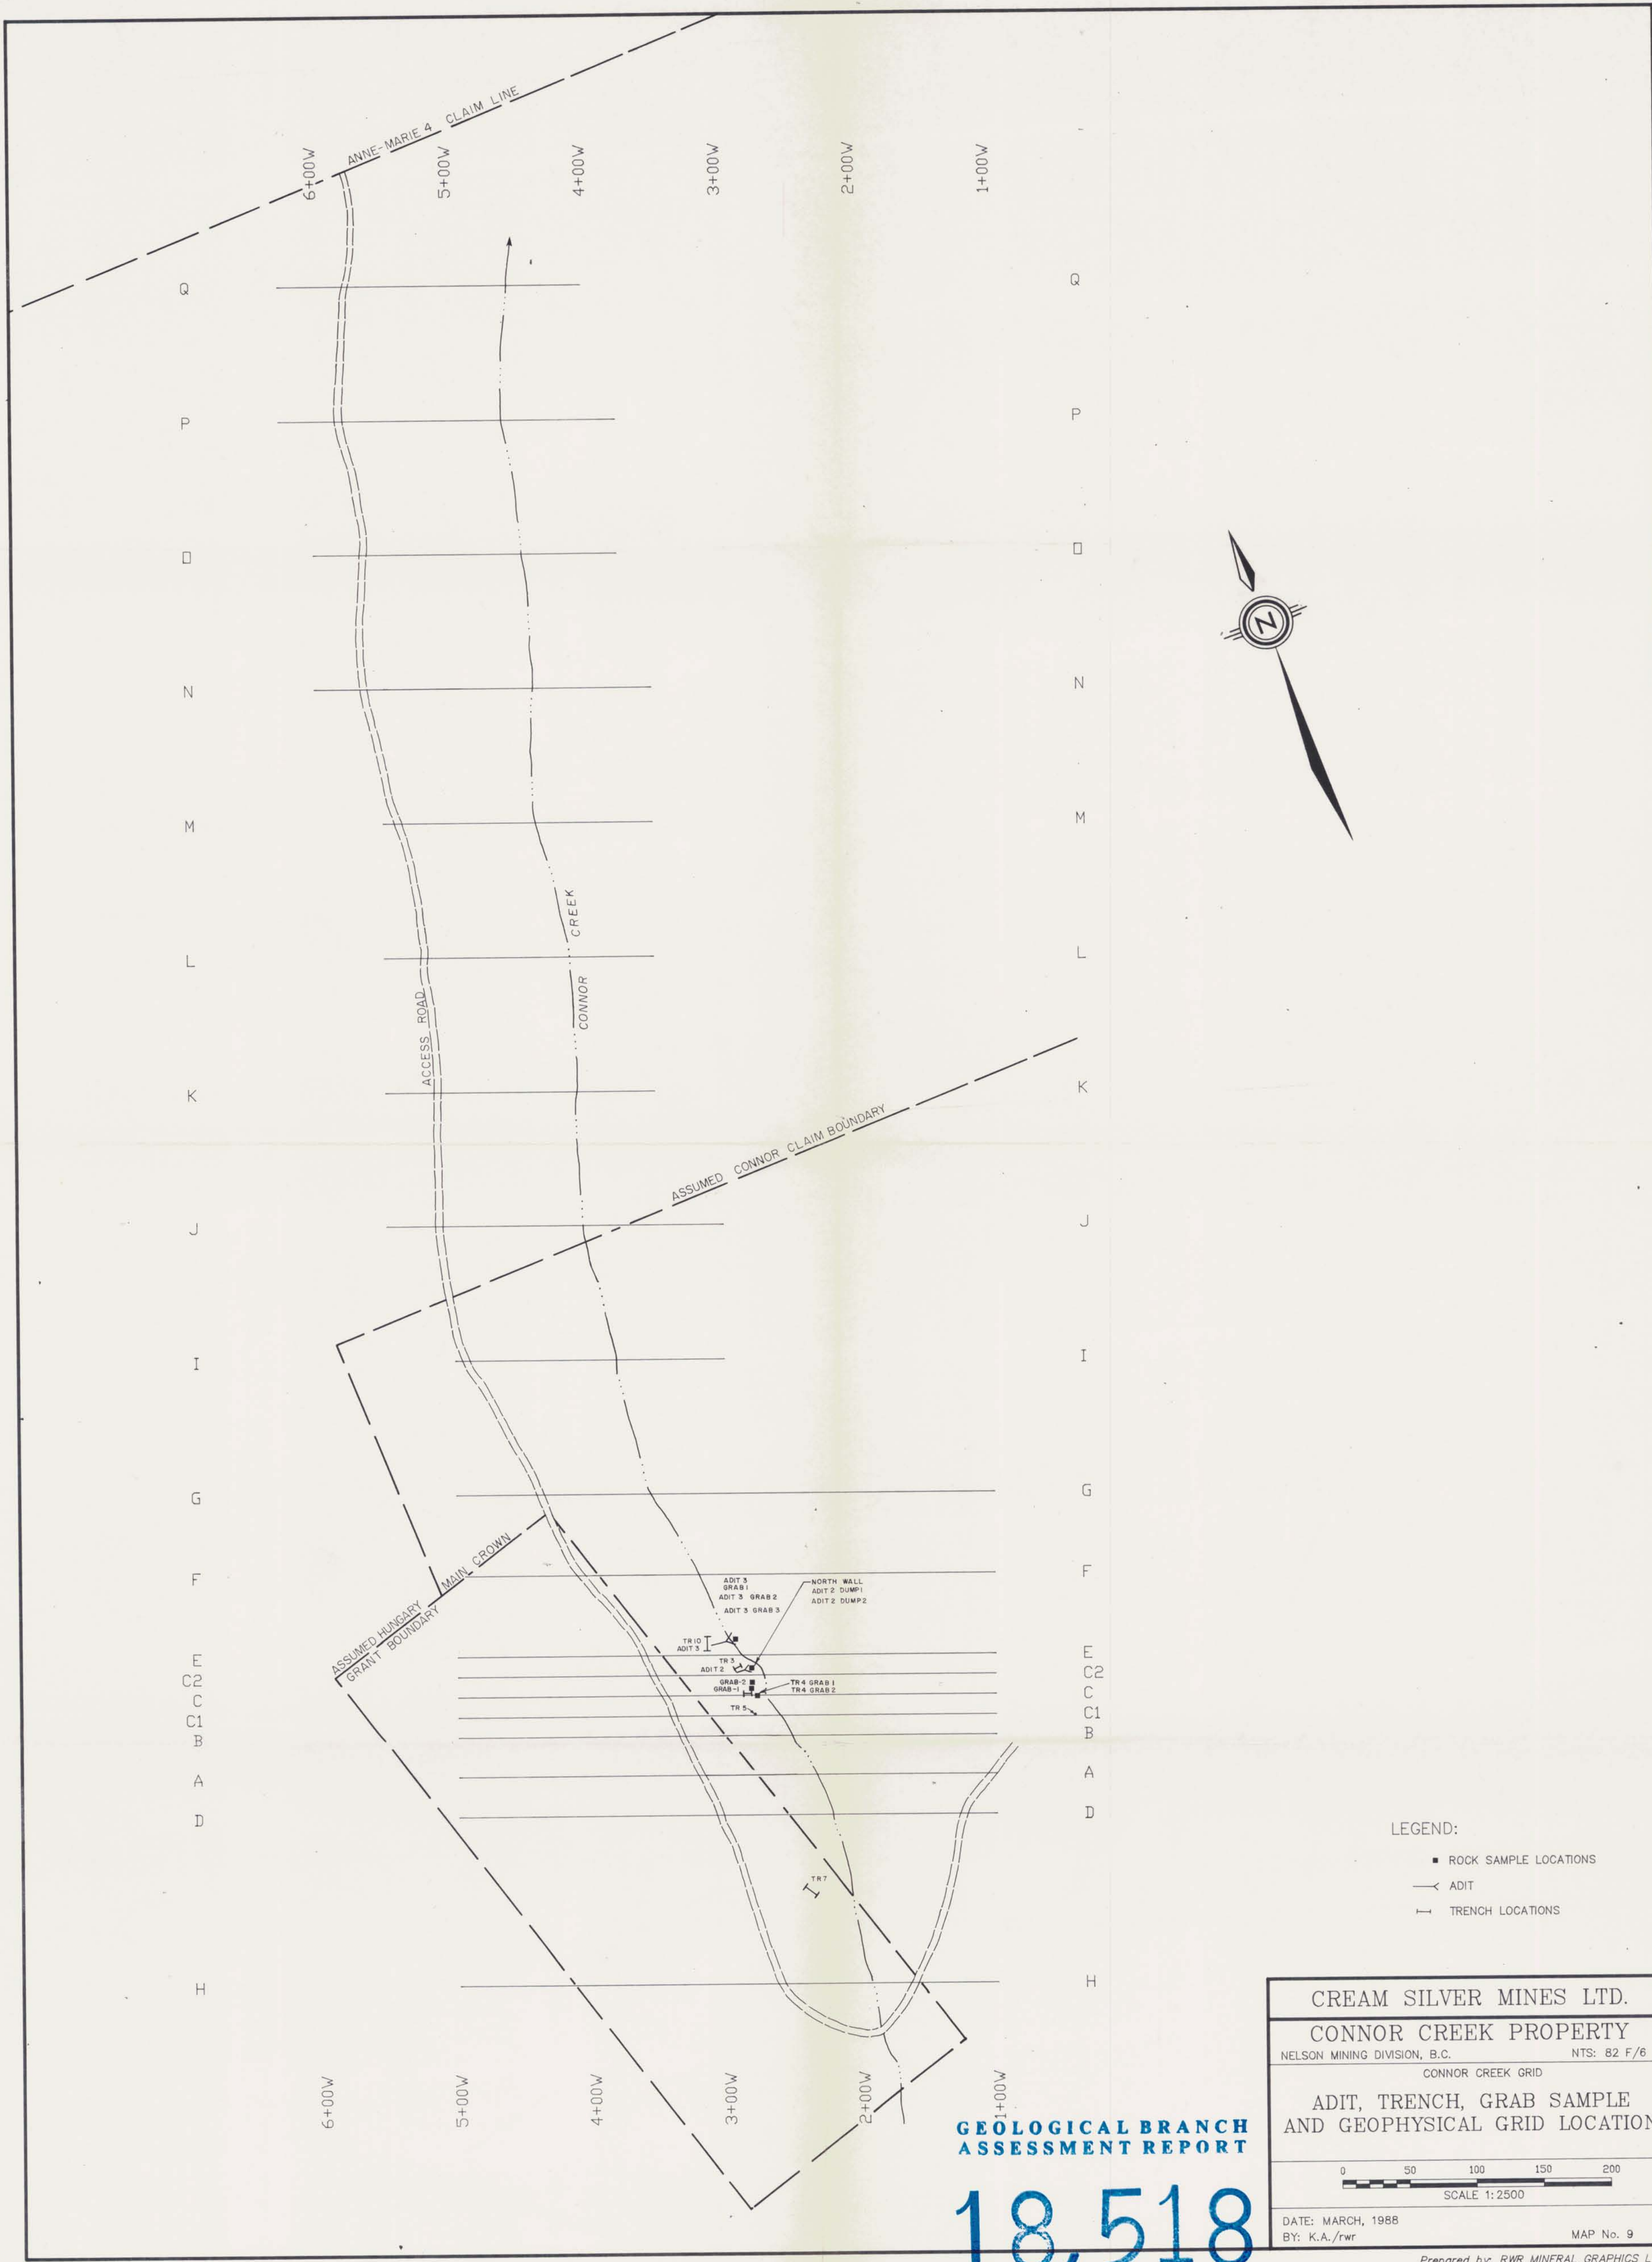 ANNE-MARIE 4 CLAIM LINE
6+00W
5+00W
4+00W
3+00W
2+00W
1+00W
Q
Q
P
P
O
O
N
N
N
M
M
CREEK
CONNOR
L
L
ACCESS ROAD
K
K
ASSUMED CONNOR CLAIM BOUNDARY
J
J
I
I
G
G
MAIN CROWN
ASSUMED HUNGARY
GRANT BOUNDARY
F
F
ADIT 3
GRAB 1
ADIT 3 GRAB 2
ADIT 3 GRAB 3
NORTH WALL
ADIT 2 DUMP 1
ADIT 2 DUMP 2
TR 10
ADIT 3
E
E
TR 3
ADIT 2
C2
C2
GRAB-2
GRAB-1
TR 4 GRAB 1
TR 4 GRAB 2
C
C
TR 5
C1
C1
B
B
A
A
D
D
TR 7
H
H
6+00W
5+00W
4+00W
3+00W
2+00W
1+00W
LEGEND:
ROCK SAMPLE LOCATIONS
ADIT
TRENCH LOCATIONS
GEOLOGICAL BRANCH
ASSESSMENT REPORT
18,518
CREAM SILVER MINES LTD.
CONNOR CREEK PROPERTY
NELSON MINING DIVISION, B.C. NTS: 82 F/6
CONNOR CREEK GRID
ADIT, TRENCH, GRAB SAMPLE
AND GEOPHYSICAL GRID LOCATION
0 50 100 150 200
SCALE 1:2500
DATE: MARCH, 1988
BY: K.A./rwr MAP No. 9
Prepared by: RWR MINERAL GRAPHICS